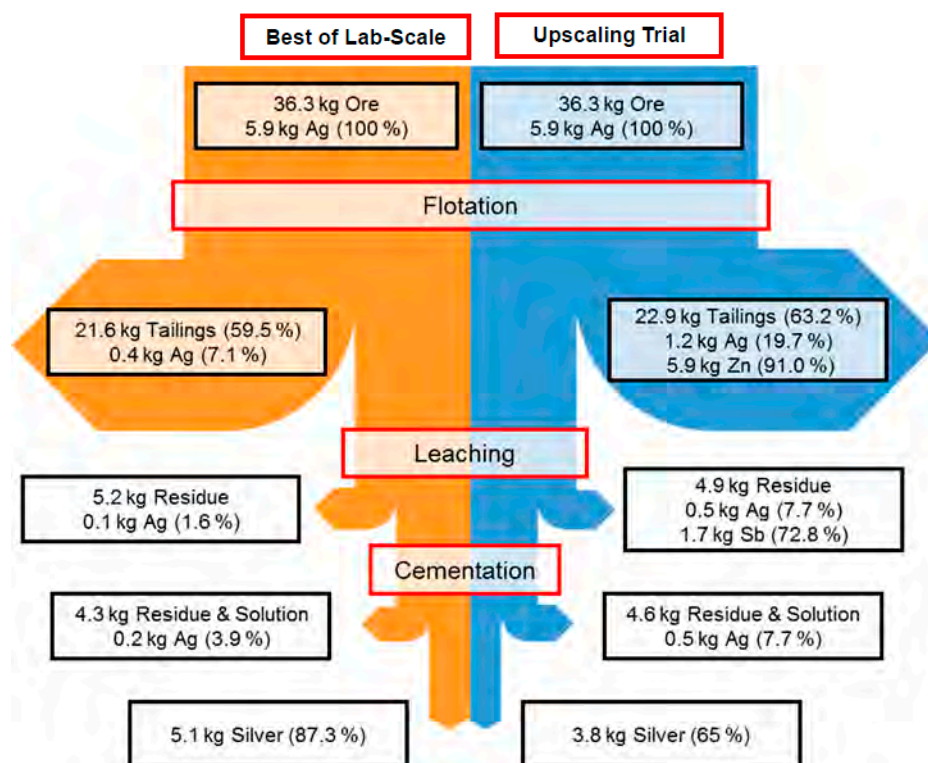 Best of Lab-Scale
Upscaling Trial
36.3 kg Ore
5.9 kg Ag (100 %)
36.3 kg Ore
5.9 kg Ag (100 %)
Flotation
21.6 kg Tailings (59.5 %)
0.4 kg Ag (7.1 %)
22.9 kg Tailings (63.2 %)
1.2 kg Ag (19.7 %)
5.9 kg Zn (91.0 %)
Leaching
5.2 kg Residue
0.1 kg Ag (1.6 %)
4.9 kg Residue
0.5 kg Ag (7.7 %)
1.7 kg Sb (72.8 %)
Cementation
4.3 kg Residue & Solution
0.2 kg Ag (3.9 %)
4.6 kg Residue & Solution
0.5 kg Ag (7.7 %)
5.1 kg Silver (87.3 %)
3.8 kg Silver (65 %)